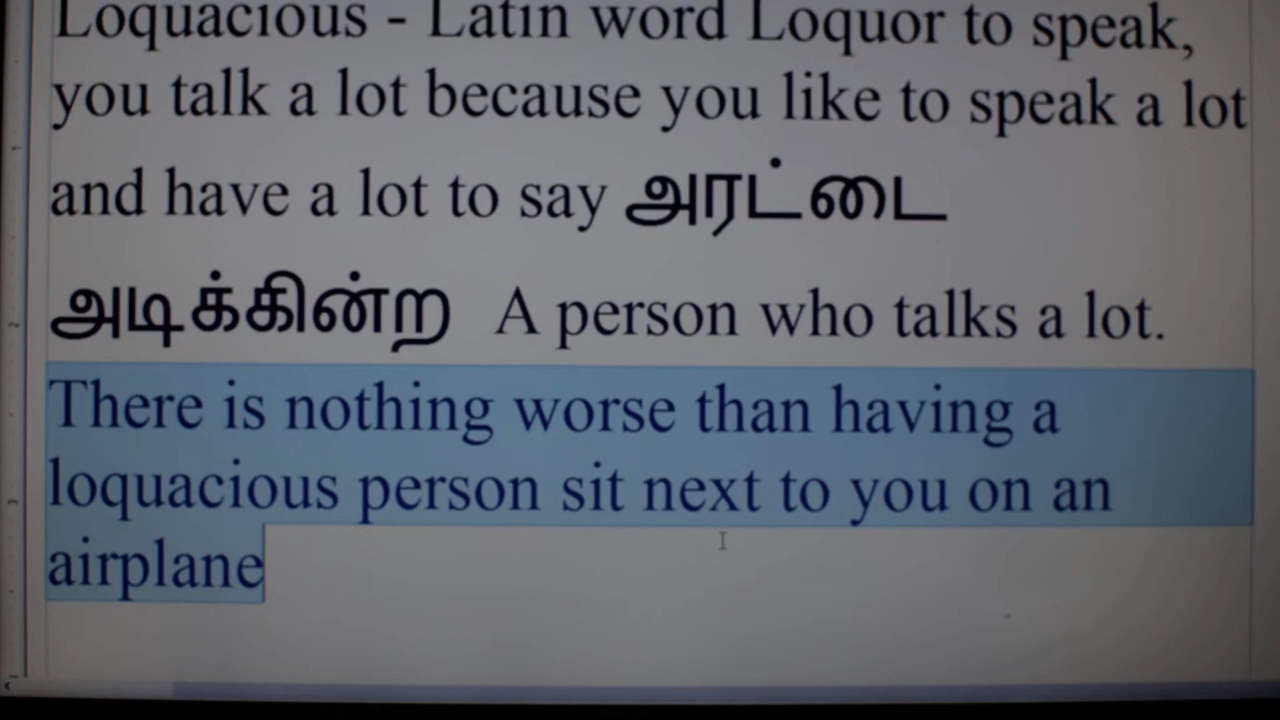 Loquacious - Latin word Loquor to speak,
you talk a lot because you like to speak a lot
and have a lot to say அரட்டை
அடிக்கின்ற A person who talks a lot.
There is nothing worse than having a
loquacious person sit next to you on an
airplane